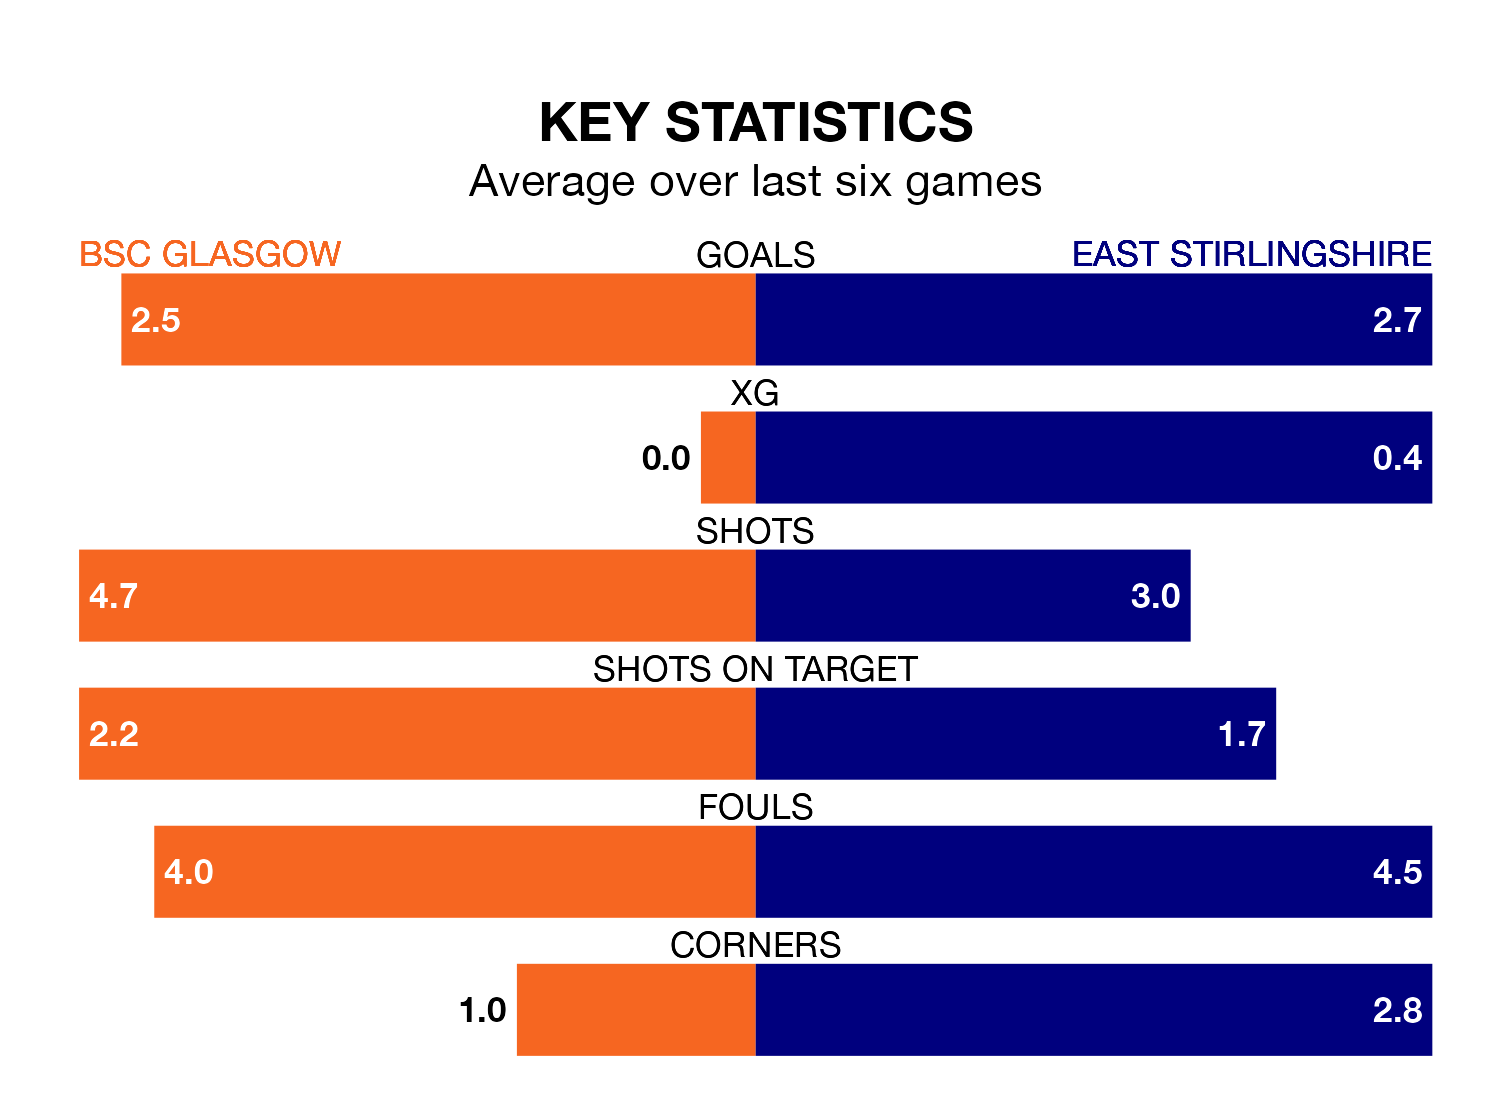 KEY STATISTICS
Average over last six games
BSC GLASGOW GOALS EAST STIRLINGSHIRE
2.5 2.7
XG
0.0 0.4
SHOTS
4.7 3.0
SHOTS ON TARGET
2.2 1.7
FOULS
4.0 4.5
CORNERS
1.0 2.8